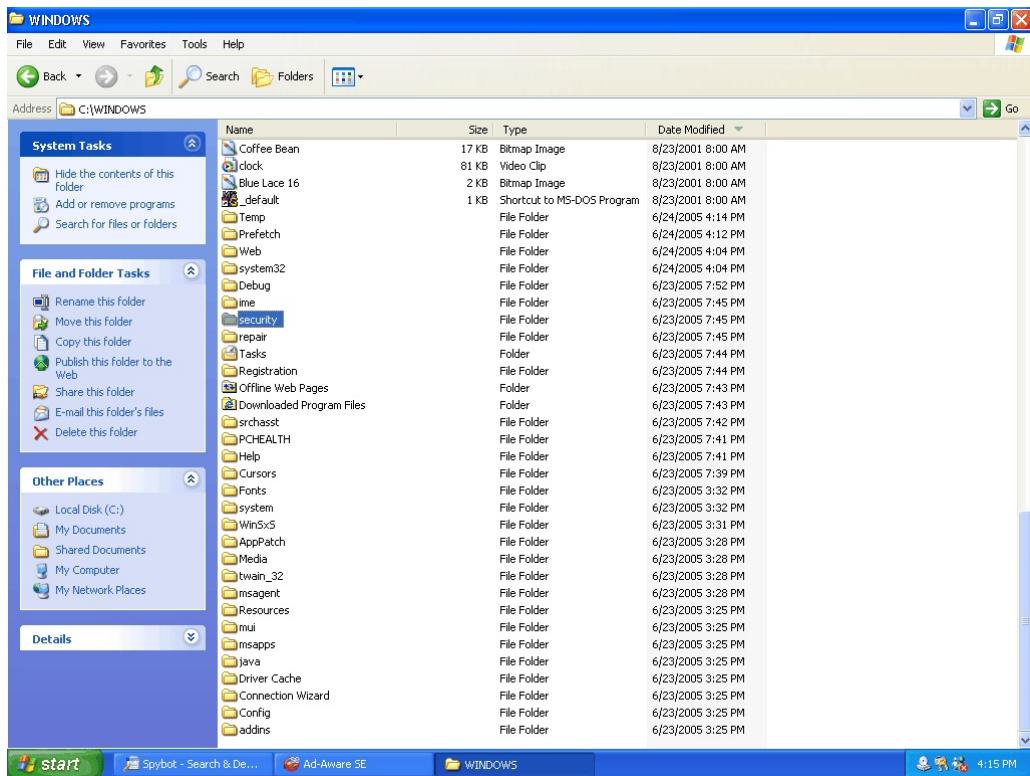 WINDOWS
File Edit View Favorites Tools Help
Back Search Folders
Address C:\WINDOWS Go
System Tasks
Hide the contents of this folder
Add or remove programs
Search for files or folders
File and Folder Tasks
Rename this folder
Move this folder
Copy this folder
Publish this folder to the Web
Share this folder
E-mail this folder's files
Delete this folder
Other Places
Local Disk (C:)
My Documents
Shared Documents
My Computer
My Network Places
Details
Name Size Type Date Modified
Coffee Bean 17 KB Bitmap Image 8/23/2001 8:00 AM
clock 81 KB Video Clip 8/23/2001 8:00 AM
Blue Lace 16 2 KB Bitmap Image 8/23/2001 8:00 AM
_default 1 KB Shortcut to MS-DOS Program 8/23/2001 8:00 AM
Temp File Folder 6/24/2005 4:14 PM
Prefetch File Folder 6/24/2005 4:12 PM
Web File Folder 6/24/2005 4:04 PM
system32 File Folder 6/24/2005 4:04 PM
Debug File Folder 6/23/2005 7:52 PM
ime File Folder 6/23/2005 7:45 PM
security File Folder 6/23/2005 7:45 PM
repair File Folder 6/23/2005 7:45 PM
Tasks Folder 6/23/2005 7:44 PM
Registration File Folder 6/23/2005 7:44 PM
Offline Web Pages Folder 6/23/2005 7:43 PM
Downloaded Program Files Folder 6/23/2005 7:43 PM
srchasst File Folder 6/23/2005 7:42 PM
PCHEALTH File Folder 6/23/2005 7:41 PM
Help File Folder 6/23/2005 7:41 PM
Cursors File Folder 6/23/2005 7:39 PM
Fonts File Folder 6/23/2005 3:32 PM
system File Folder 6/23/2005 3:32 PM
WinSxS File Folder 6/23/2005 3:31 PM
AppPatch File Folder 6/23/2005 3:28 PM
Media File Folder 6/23/2005 3:28 PM
twain_32 File Folder 6/23/2005 3:28 PM
msagent File Folder 6/23/2005 3:28 PM
Resources File Folder 6/23/2005 3:25 PM
mui File Folder 6/23/2005 3:25 PM
msapps File Folder 6/23/2005 3:25 PM
java File Folder 6/23/2005 3:25 PM
Driver Cache File Folder 6/23/2005 3:25 PM
Connection Wizard File Folder 6/23/2005 3:25 PM
Config File Folder 6/23/2005 3:25 PM
addins File Folder 6/23/2005 3:25 PM
start Spybot - Search & De... Ad-Aware SE WINDOWS 4:15 PM